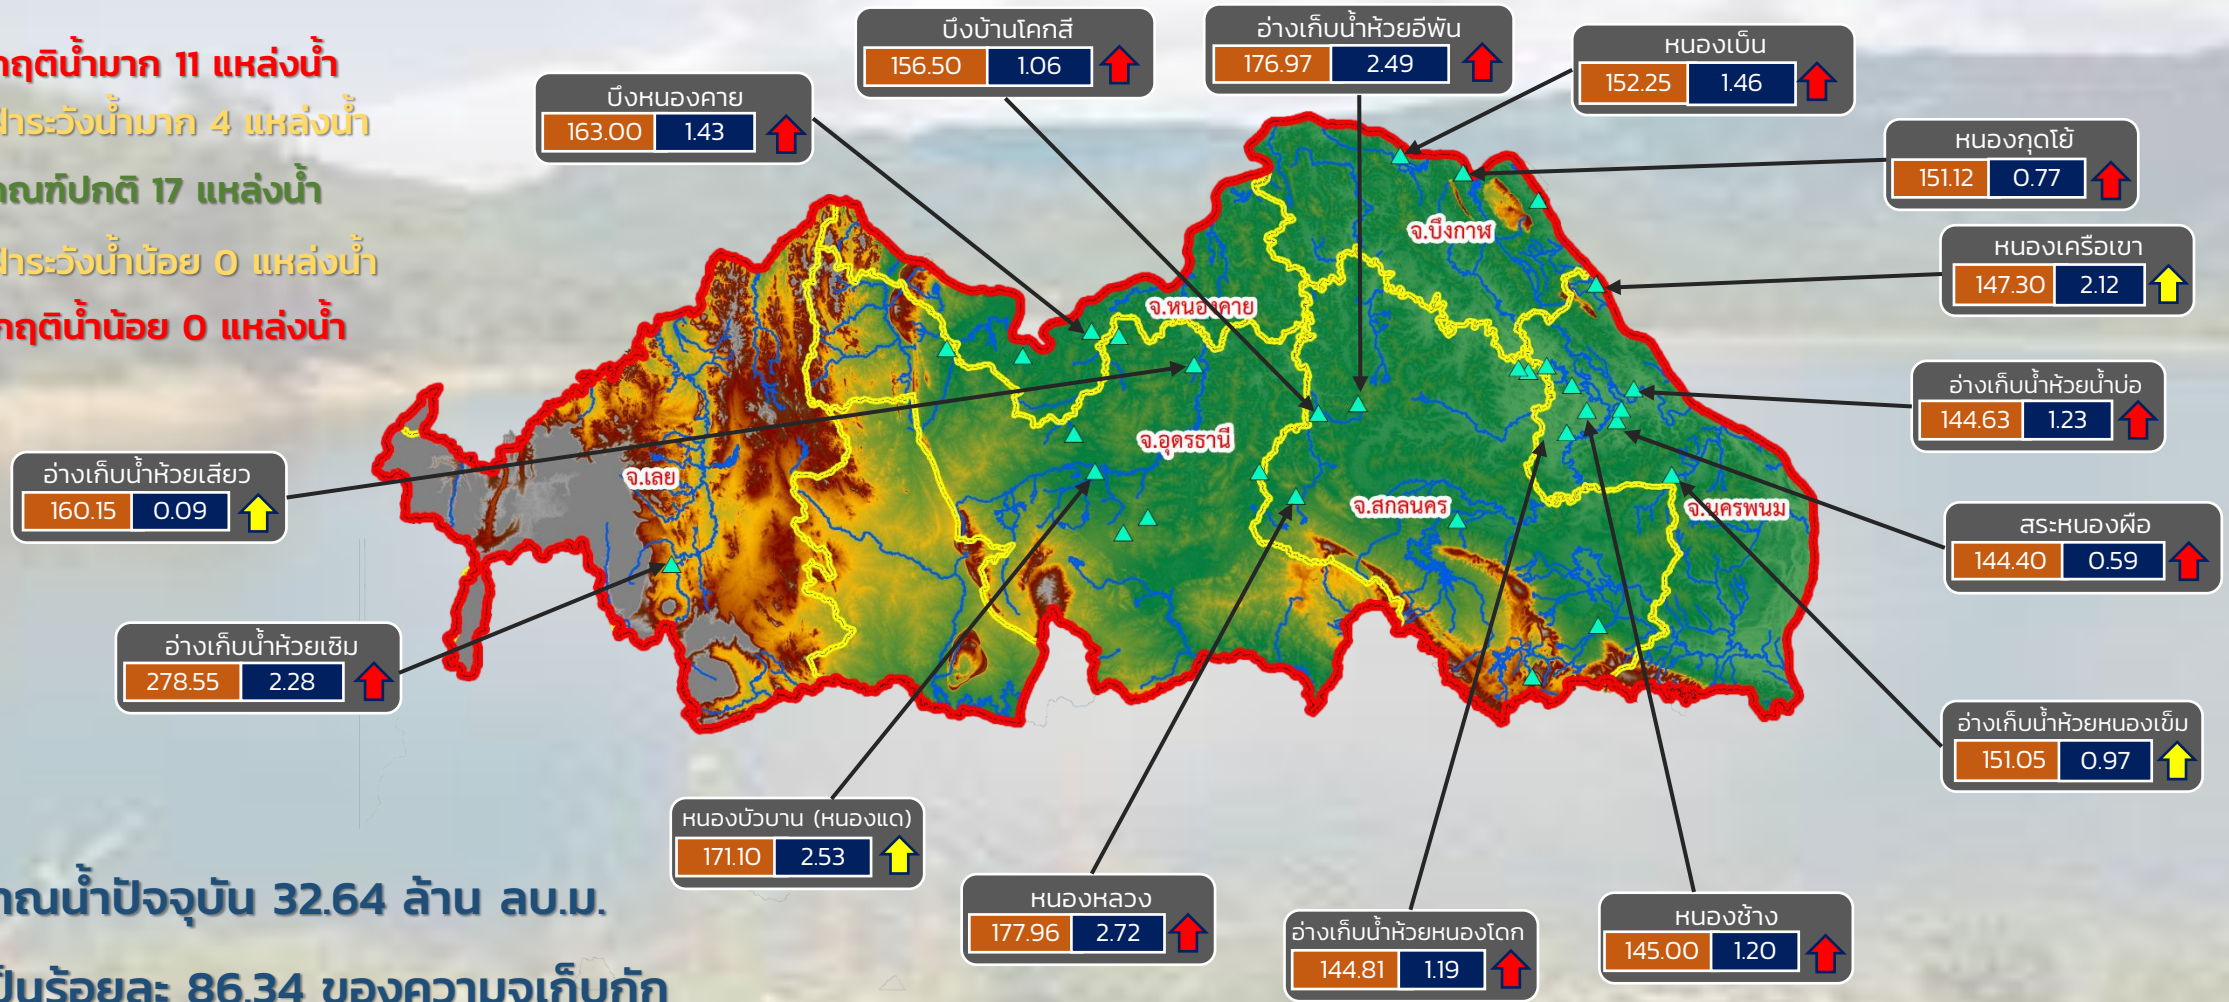 กฤติน้ำมาก 11 แหล่งน้ำ
ฝ้าระวังน้ำมาก 4 แหล่งน้ำ
าณฑ์ปกติ 17 แหล่งน้ำ
ฝ้าระวังน้ำน้อย 0 แหล่งน้ำ
กฤติน้ำน้อย 0 แหล่งน้ำ
บึงหนองคาย
163.00 1.43
บึงบ้านโคกสี
156.50 1.06
อ่างเก็บน้ำห้วยอีพัน
176.97 2.49
หนองเบ็น
152.25 1.46
หนองกุดโย้
151.12 0.77
หนองเครือเขา
147.30 2.12
อ่างเก็บน้ำห้วยน้ำบ่อ
144.63 1.23
สระหนองผือ
144.40 0.59
อ่างเก็บน้ำห้วยหนองเข็ม
151.05 0.97
จ.บึงกาฬ
จ.หนองคาย
จ.อุดรธานี
จ.เลย
จ.สกลนคร
จ.นครพนม
อ่างเก็บน้ำห้วยเสียว
160.15 0.09
อ่างเก็บน้ำห้วยเซิม
278.55 2.28
หนองบัวบาน (หนองแด)
171.10 2.53
หนองหลวง
177.96 2.72
อ่างเก็บน้ำห้วยหนองโดก
144.81 1.19
หนองช้าง
145.00 1.20
าณน้ำปัจจุบัน 32.64 ล้าน ลบ.ม.
ป็นร้อยละ 86.34 ของความจุเก็บกัก